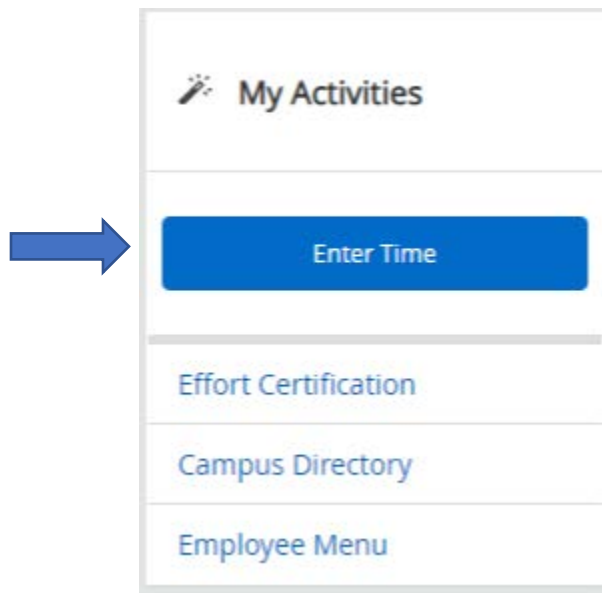 My Activities
Enter Time
Effort Certification
Campus Directory
Employee Menu